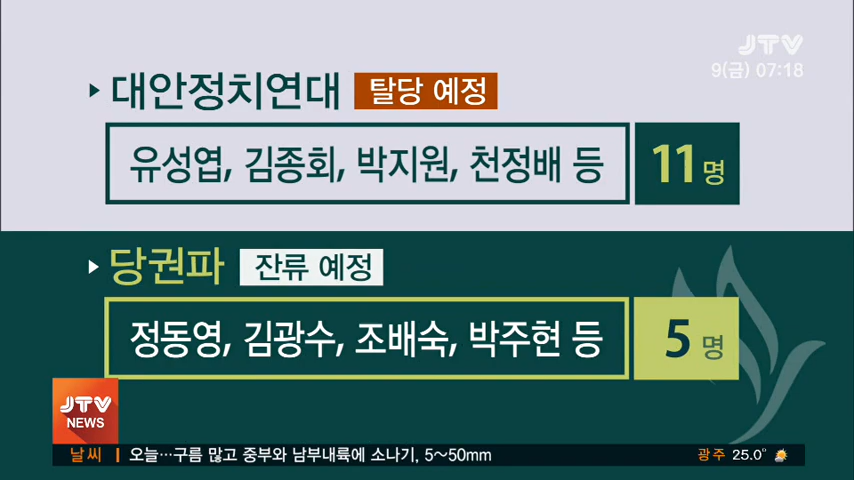 JTV
9(금) 07:18
▶ 대안정치연대 탈당 예정
유성엽, 김종회, 박지원, 천정배 등 11명
▶ 당권파 잔류 예정
정동영, 김광수, 조배숙, 박주현 등 5명
JTV
NEWS
날씨 | 오늘…구름 많고 중부와 남부내륙에 소나기, 5~50mm 광주 25.0°